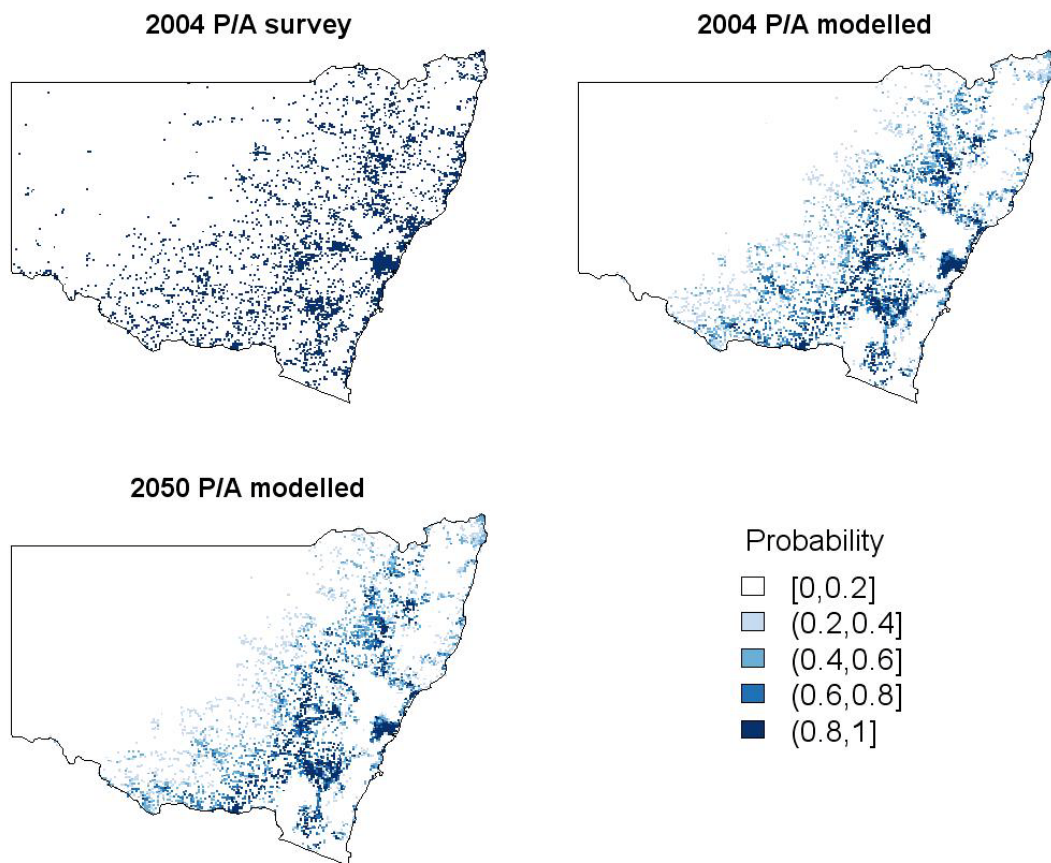 2004 P/A survey
2004 P/A modelled
2050 P/A modelled
Probability
[0,0.2]
(0.2,0.4]
(0.4,0.6]
(0.6,0.8]
(0.8,1]